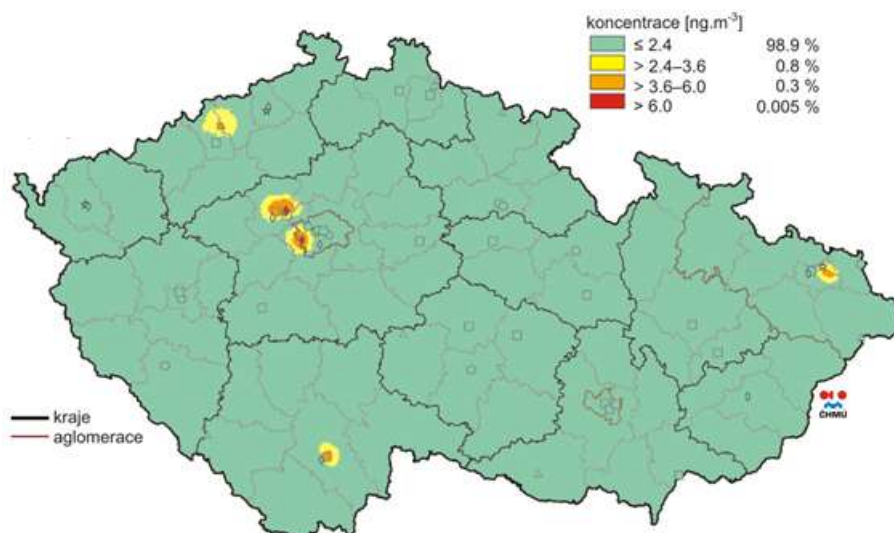 koncentrace [ng.m⁻³]
≤ 2.4 98.9 %
> 2.4–3.6 0.8 %
> 3.6–6.0 0.3 %
> 6.0 0.005 %
kraje
aglomerace
ČHMÚ